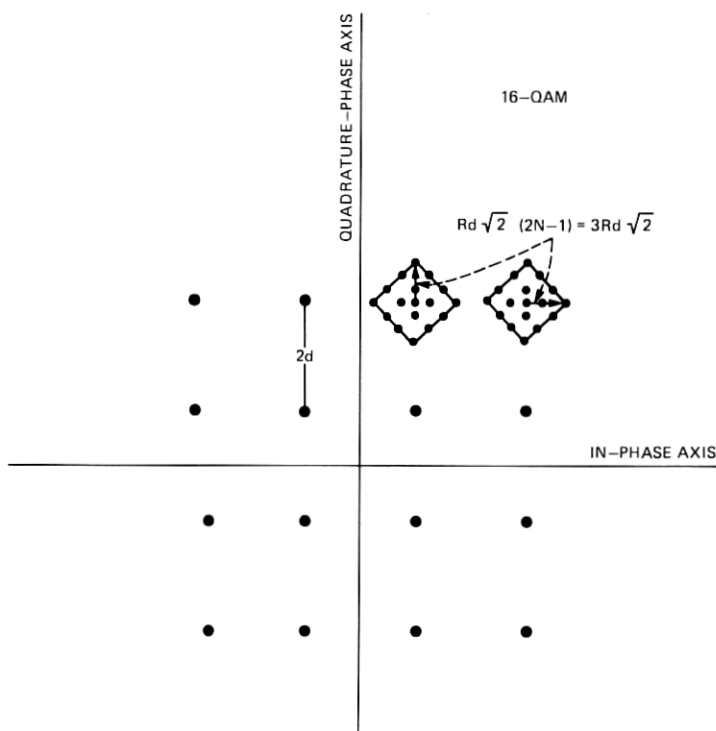 QUADRATURE-PHASE AXIS
16-QAM
Rd √2 (2N-1) = 3Rd √2
2d
IN-PHASE AXIS